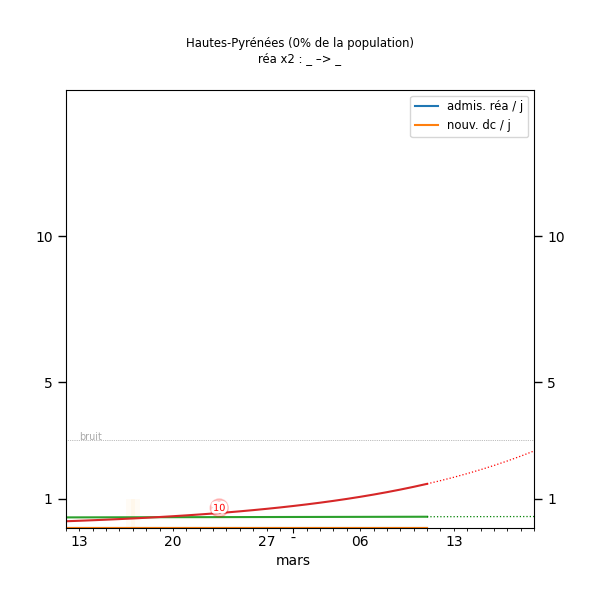 Hautes-Pyrénées (0% de la population)
réa x2 : _ –> _
admis. réa / j
nouv. dc / j
10 10
5 5
bruit
1 10 1
13 20 27 - 06 13
mars